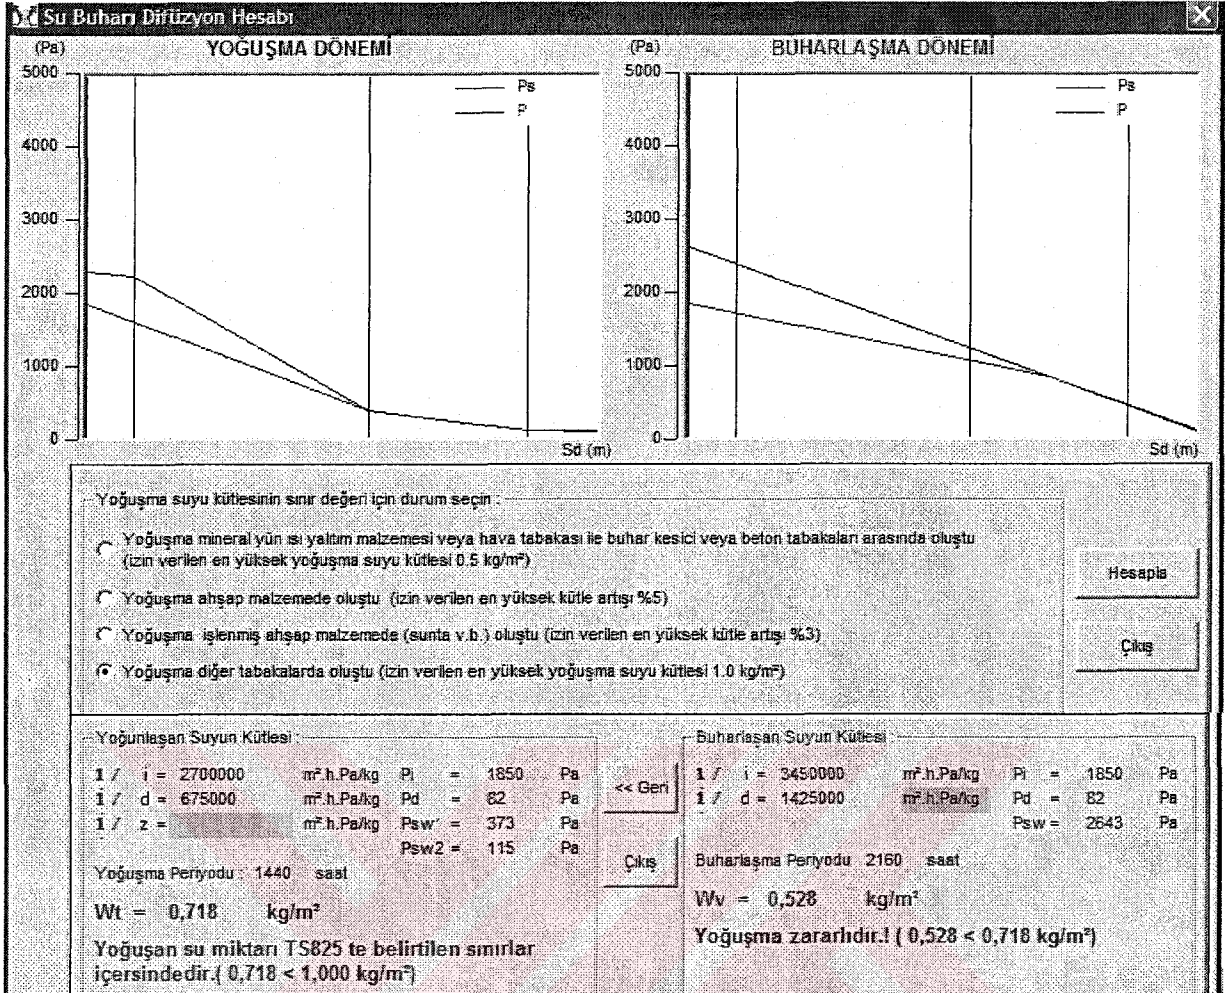 Su Buharı Difüzyon Hesabı
(Pa) YOĞUŞMA DÖNEMİ
5000
4000
3000
2000
1000
0
Ps
P
Sd (m)
(Pa) BUHARLAŞMA DÖNEMİ
5000
4000
3000
2000
1000
0
Ps
P
Sd (m)
Yoğuşma suyu kütlesinin sınır değeri için durum seçin :
Yoğuşma mineral yün ısı yalıtım malzemesi veya hava tabakası ile buhar kesici veya beton tabakaları arasında oluştu
(izin verilen en yüksek yoğuşma suyu kütlesi 0.5 kg/m²)
Yoğuşma ahşap malzemede oluştu (izin verilen en yüksek kütle artışı %5)
Yoğuşma işlenmiş ahşap malzemede (sunta v.b.) oluştu (izin verilen en yüksek kütle artışı %3)
Yoğuşma diğer tabakalarda oluştu (izin verilen en yüksek yoğuşma suyu kütlesi 1.0 kg/m²)
Hesapla
Çıkış
Yoğunlaşan Suyun Kütlesi :
1 / i = 2700000 m².h.Pa/kg Pi = 1850 Pa
1 / d = 675000 m².h.Pa/kg Pd = 82 Pa
1 / z = m².h.Pa/kg Psw' = 373 Pa
Psw2 = 115 Pa
Yoğuşma Periyodu : 1440 saat
Wt = 0,718 kg/m²
Yoğuşan su miktarı TS825 te belirtilen sınırlar
içersindedir.( 0,718 < 1,000 kg/m²)
<< Geri
Çıkış
Buharlaşan Suyun Kütlesi :
1 / i = 3450000 m².h.Pa/kg Pi = 1850 Pa
1 / d = 1425000 m².h.Pa/kg Pd = 82 Pa
Psw = 2643 Pa
Buharlaşma Periyodu 2160 saat
Wv = 0,528 kg/m²
Yoğuşma zararlıdır.! ( 0,528 < 0,718 kg/m²)